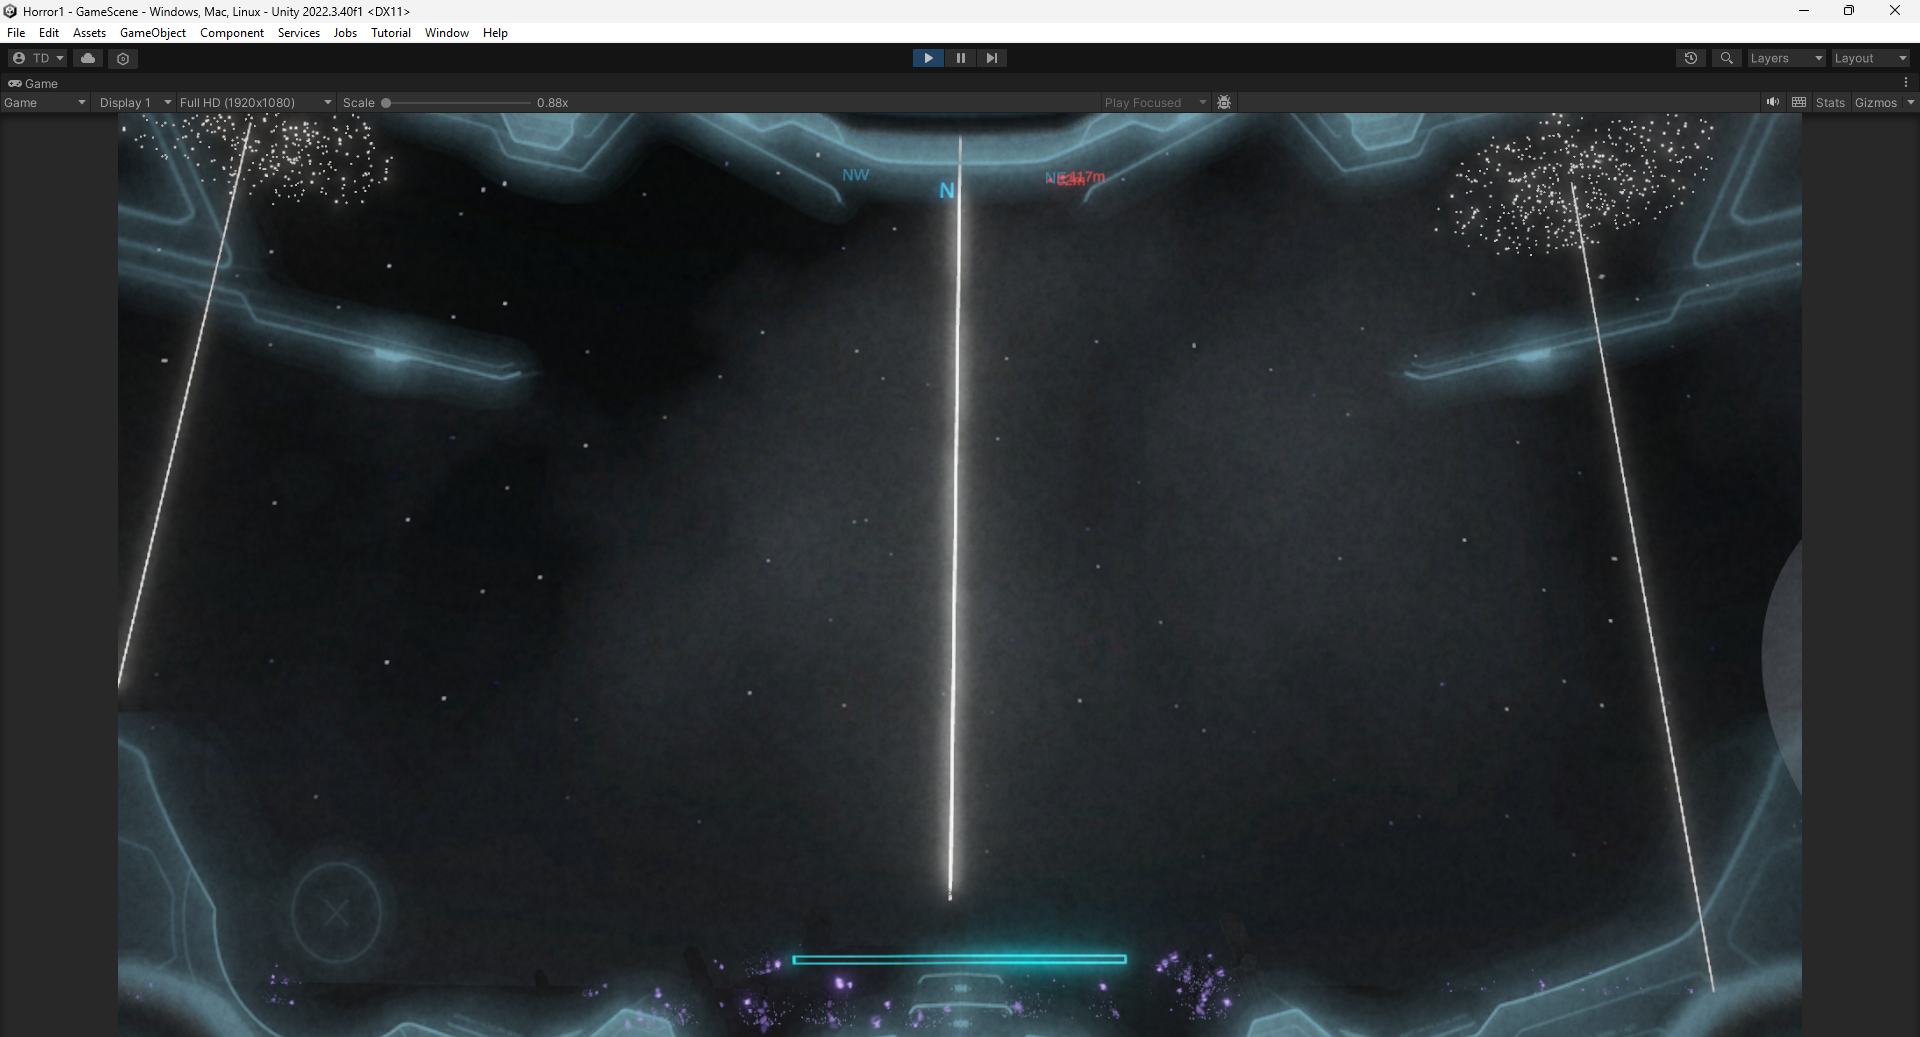 Horror1 - GameScene - Windows, Mac, Linux - Unity 2022.3.40f1 <DX11>
File Edit Assets GameObject Component Services Jobs Tutorial Window Help
TD Layers Layout
Game
Game Display 1 Full HD (1920x1080) Scale 0.88x Play Focused Stats Gizmos
NW
N